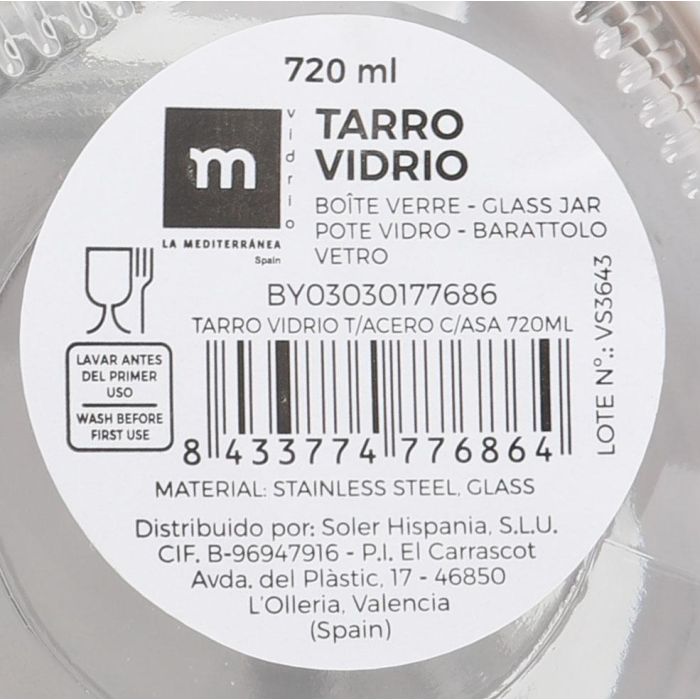 720 ml
m
vidrio
LA MEDITERRÁNEA
Spain
TARRO
VIDRIO
BOÎTE VERRE - GLASS JAR
POTE VIDRO - BARATTOLO
VETRO
BY03030177686
TARRO VIDRIO T/ACERO C/ASA 720ML
LAVAR ANTES
DEL PRIMER
USO
WASH BEFORE
FIRST USE
8 433774 776864
LOTE Nº.: VS3643
MATERIAL: STAINLESS STEEL, GLASS
Distribuido por: Soler Hispania, S.L.U.
CIF. B-96947916 - P.I. El Carrascot
Avda. del Plàstic, 17 - 46850
L'Olleria, Valencia
(Spain)